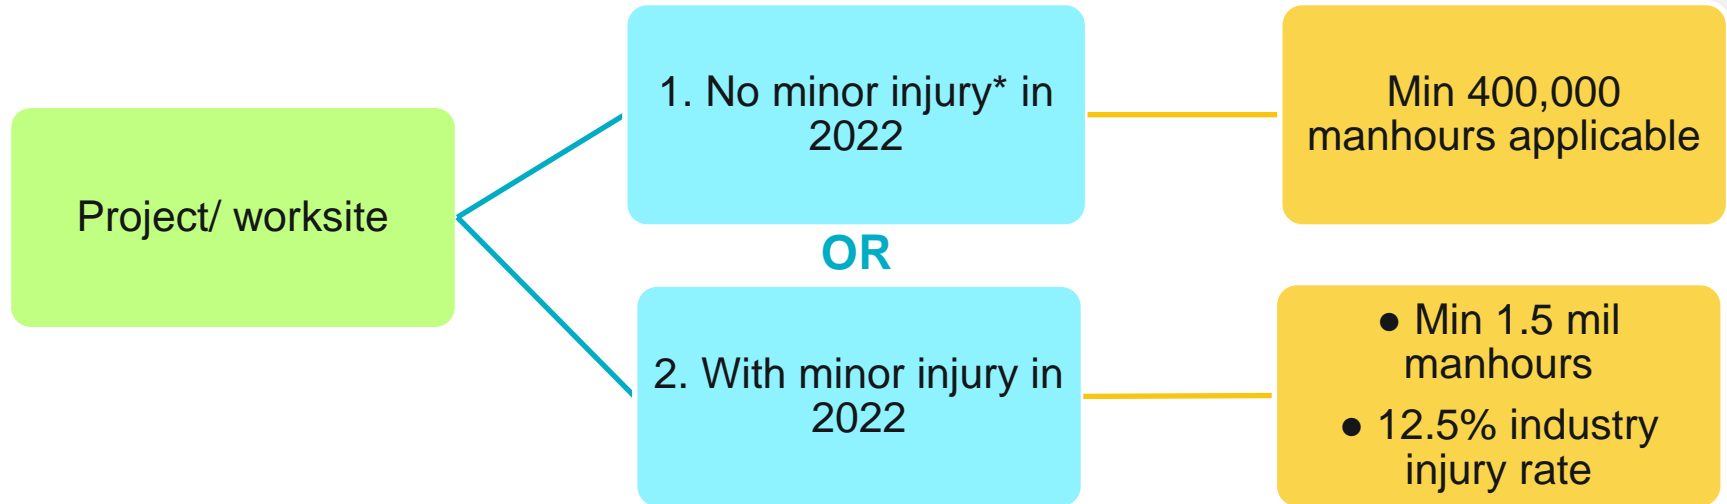 Project/ worksite
1. No minor injury* in
2022
Min 400,000
manhours applicable
OR
2. With minor injury in
2022
● Min 1.5 mil
manhours
● 12.5% industry
injury rate